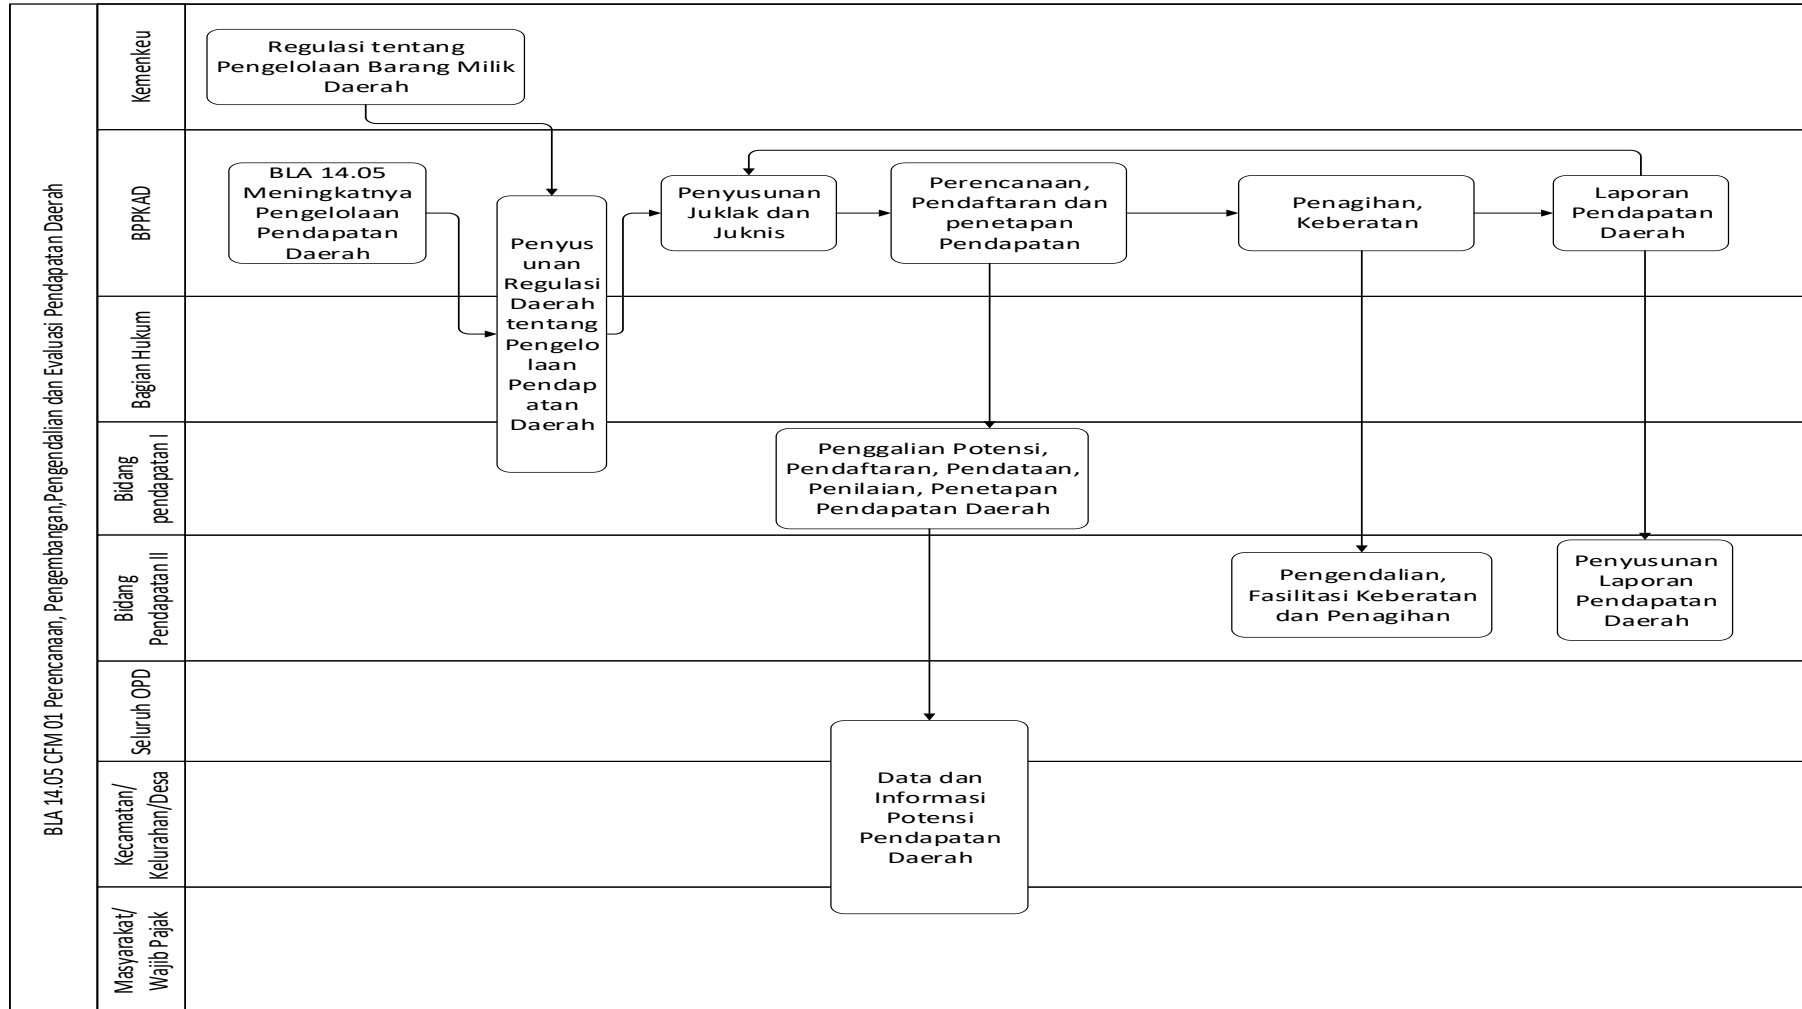 BLA 14.05 CFM 01 Perencanaan, Pengembangan,Pengendalian dan Evaluasi Pendapatan Daerah
Kemenkeu
Regulasi tentang
Pengelolaan Barang Milik
Daerah
BPPKAD
BLA 14.05
Meningkatnya
Pengelolaan
Pendapatan
Daerah
Penyus
unan
Regulasi
Daerah
tentang
Pengelo
laan
Pendap
atan
Daerah
Penyusunan
Juklak dan
Juknis
Perencanaan,
Pendaftaran dan
penetapan
Pendapatan
Penagihan,
Keberatan
Laporan
Pendapatan
Daerah
Bagian Hukum
Bidang
pendapatan I
Penggalian Potensi,
Pendaftaran, Pendataan,
Penilaian, Penetapan
Pendapatan Daerah
Bidang
Pendapatan II
Pengendalian,
Fasilitasi Keberatan
dan Penagihan
Penyusunan
Laporan
Pendapatan
Daerah
Seluruh OPD
Kecamatan/
Kelurahan/Desa
Data dan
Informasi
Potensi
Pendapatan
Daerah
Masyarakat/
Wajib Pajak